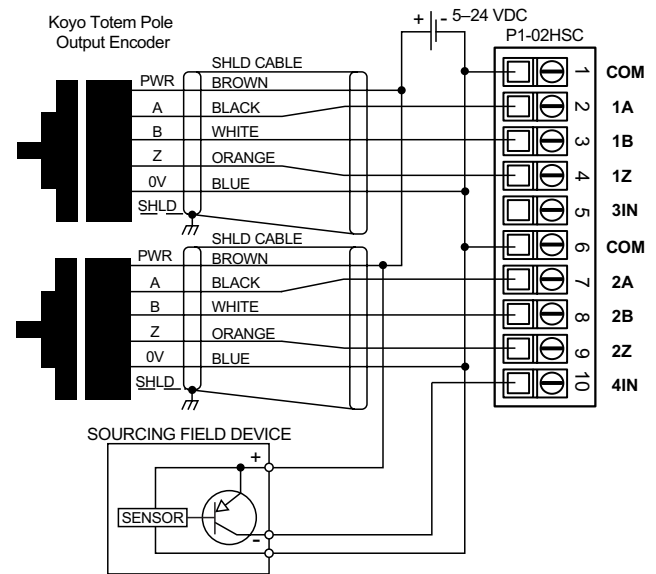 Koyo Totem Pole
Output Encoder
+ - 5–24 VDC
P1-02HSC
SHLD CABLE
PWR BROWN
A BLACK
B WHITE
Z ORANGE
0V BLUE
SHLD
SHLD CABLE
PWR BROWN
A BLACK
B WHITE
Z ORANGE
0V BLUE
SHLD
1 COM
2 1A
3 1B
4 1Z
5 3IN
6 COM
7 2A
8 2B
9 2Z
10 4IN
SOURCING FIELD DEVICE
+
SENSOR
-